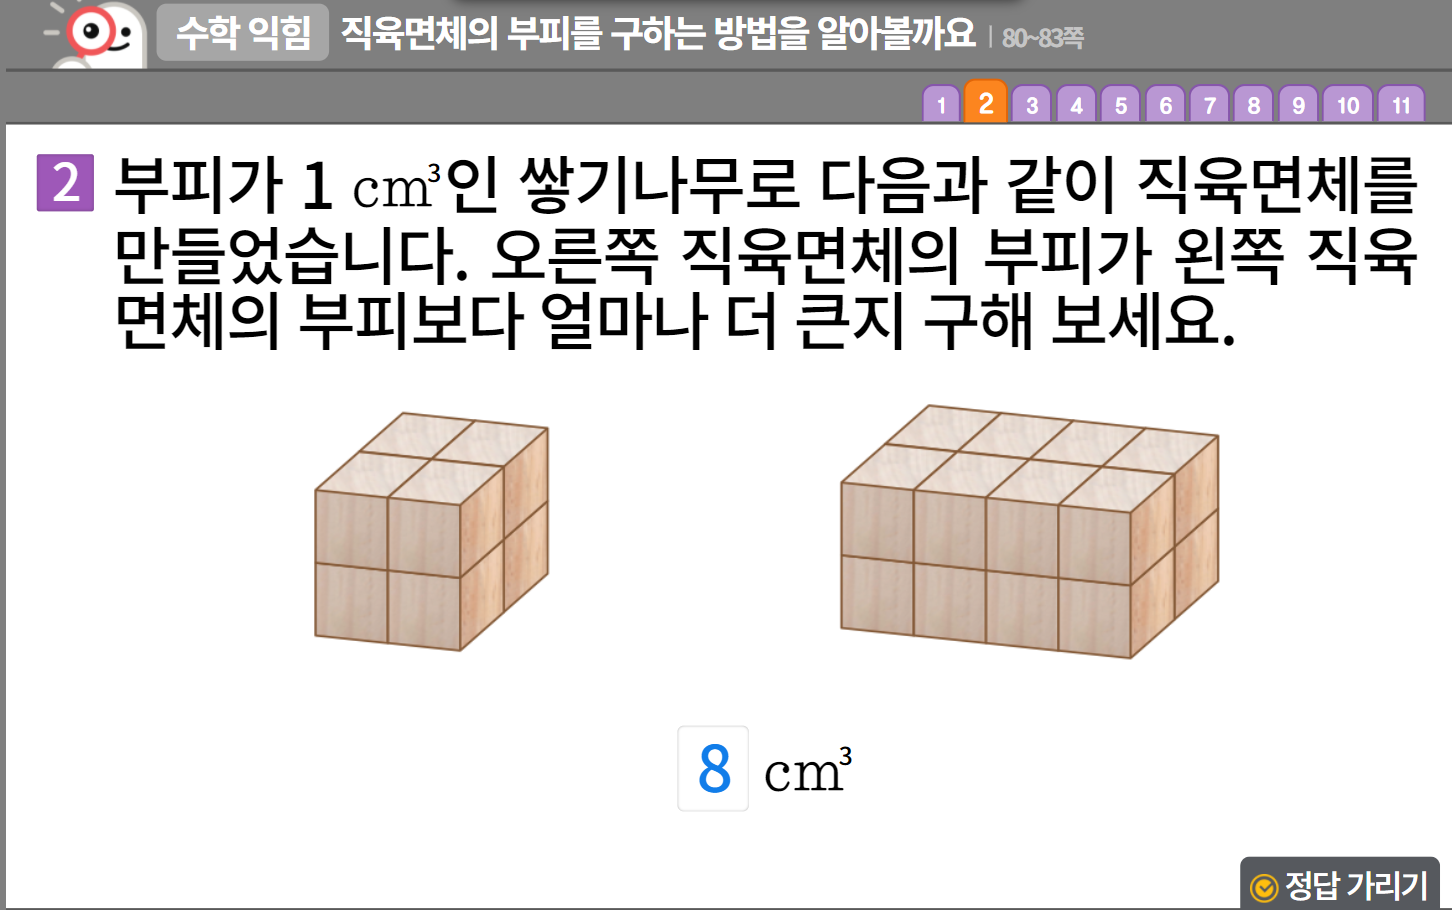 수학 익힘 직육면체의 부피를 구하는 방법을 알아볼까요 | 80~83쪽
1 2 3 4 5 6 7 8 9 10 11
2 부피가 1 cm³인 쌓기나무로 다음과 같이 직육면체를
만들었습니다. 오른쪽 직육면체의 부피가 왼쪽 직육
면체의 부피보다 얼마나 더 큰지 구해 보세요.
8 cm³
정답 가리기